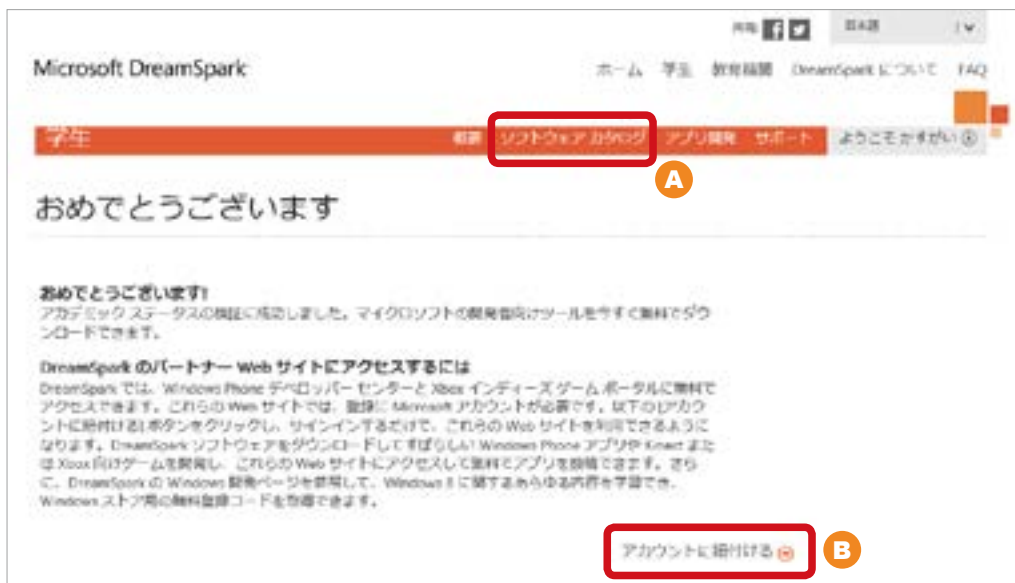 共有 日本語
Microsoft DreamSpark ホーム 学生 教育機関 DreamSpark について FAQ
学生 概要 ソフトウェア カタログ アプリ開発 サポート ようこそ かすがい
A
おめでとうございます
おめでとうございます!
アカデミック ステータスの検証に成功しました。マイクロソフトの開発者向けツールを今すぐ無料でダウ
ンロードできます。
DreamSpark のパートナー Web サイトにアクセスするには
DreamSpark では、Windows Phone デベロッパー センターと Xbox インディーズ ゲーム ポータルに無料で
アクセスできます。これらの Web サイトでは、登録に Microsoft アカウントが必要です。以下の[アカウ
ントに紐付ける] ボタンをクリックし、サインインするだけで、これらの Web サイトを利用できるように
なります。DreamSpark ソフトウェアをダウンロードしてすばらしい Windows Phone アプリや Kinect また
は Xbox 向けゲームを開発し、これらの Web サイトにアクセスして無料でアプリを投稿できます。さら
に、DreamSpark の Windows 開発ページを参照して、Windows 8 に関するあらゆる内容を学習でき、
Windows ストア用の無料登録コードを取得できます。
アカウントに紐付ける B